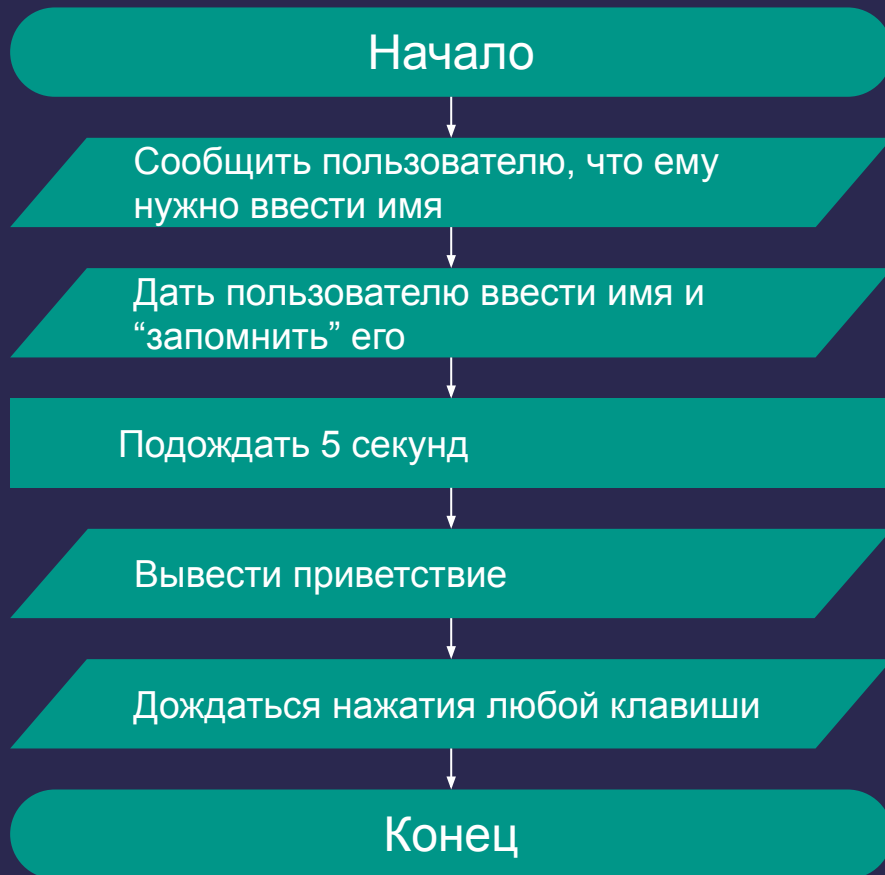 Начало
Сообщить пользователю, что ему
нужно ввести имя
Дать пользователю ввести имя и
“запомнить” его
Подождать 5 секунд
Вывести приветствие
Дождаться нажатия любой клавиши
Конец